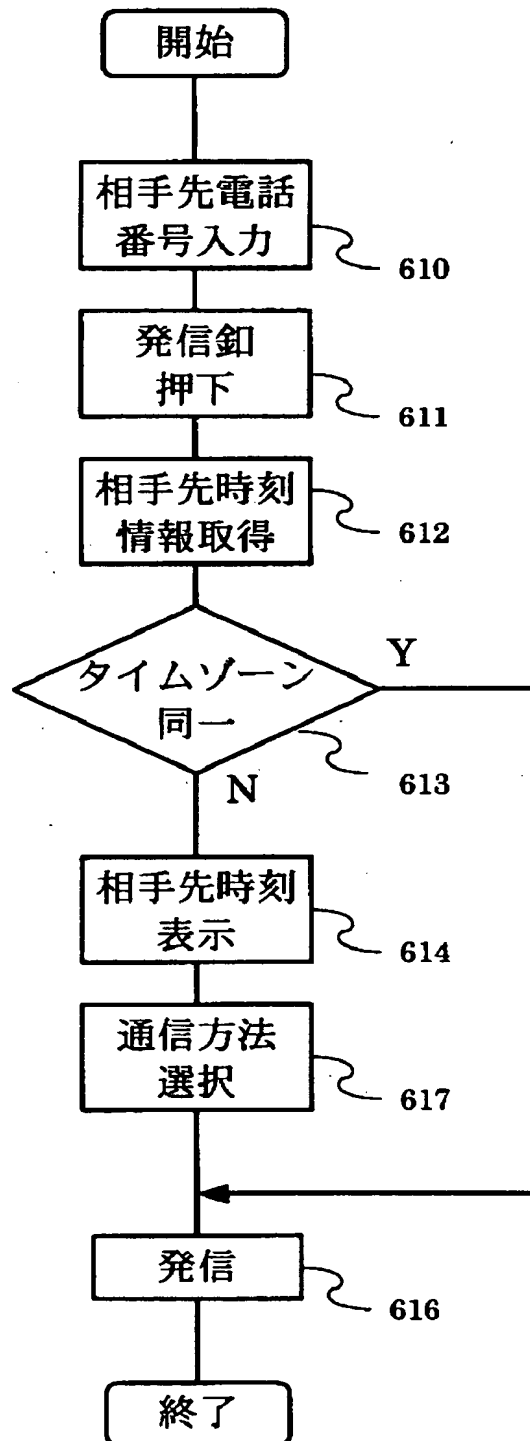 開始
相手先電話
番号入力
610
発信釦
押下
611
相手先時刻
情報取得
612
タイムゾーン
同一
Y
613
N
相手先時刻
表示
614
通信方法
選択
617
発信
616
終了